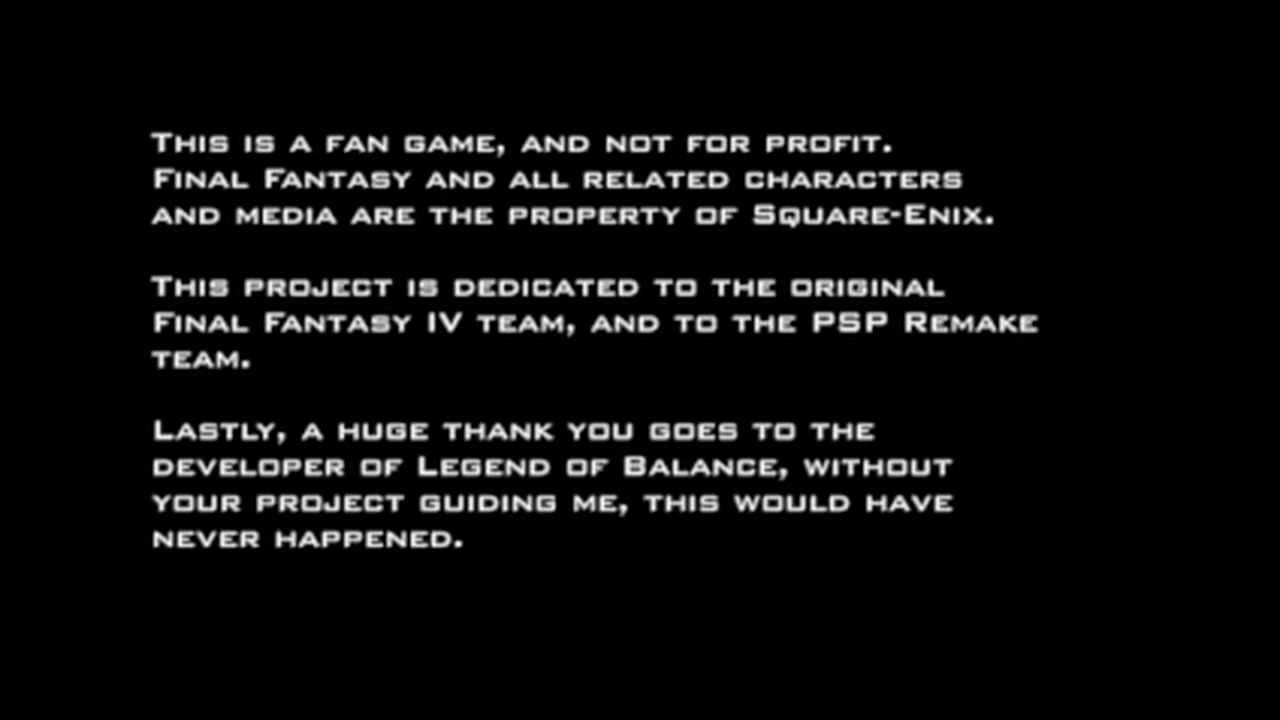 This is a fan game, and not for profit.
Final Fantasy and all related characters
and media are the property of Square-Enix.
This project is dedicated to the original
Final Fantasy IV team, and to the PSP Remake
team.
Lastly, a huge thank you goes to the
developer of Legend of Balance, without
your project guiding me, this would have
never happened.